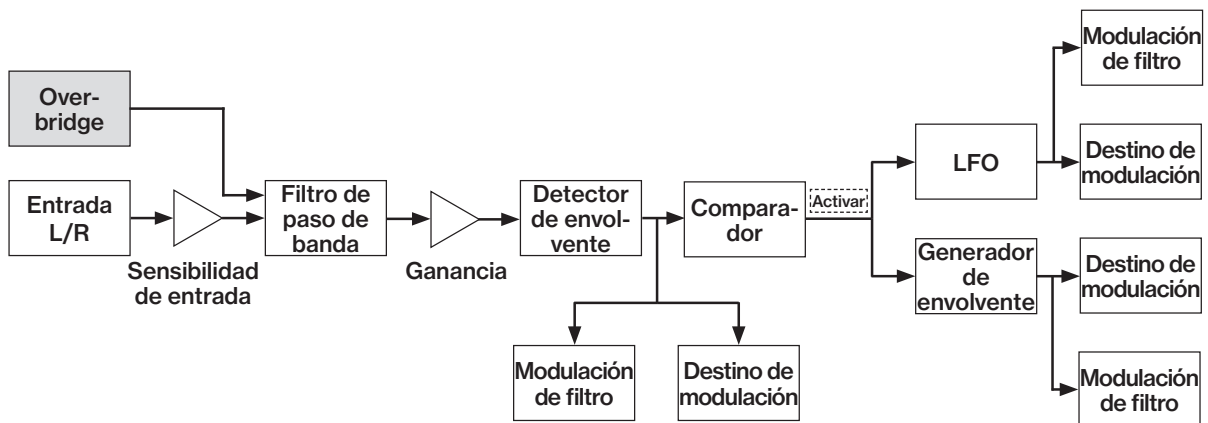 Over-
bridge
Entrada
L/R
Sensibilidad
de entrada
Filtro de
paso de
banda
Ganancia
Detector
de envol-
vente
Modulación
de filtro
Destino de
modulación
Compara-
dor
Activar
LFO
Modulación
de filtro
Destino de
modulación
Generador
de
envolvente
Destino de
modulación
Modulación
de filtro